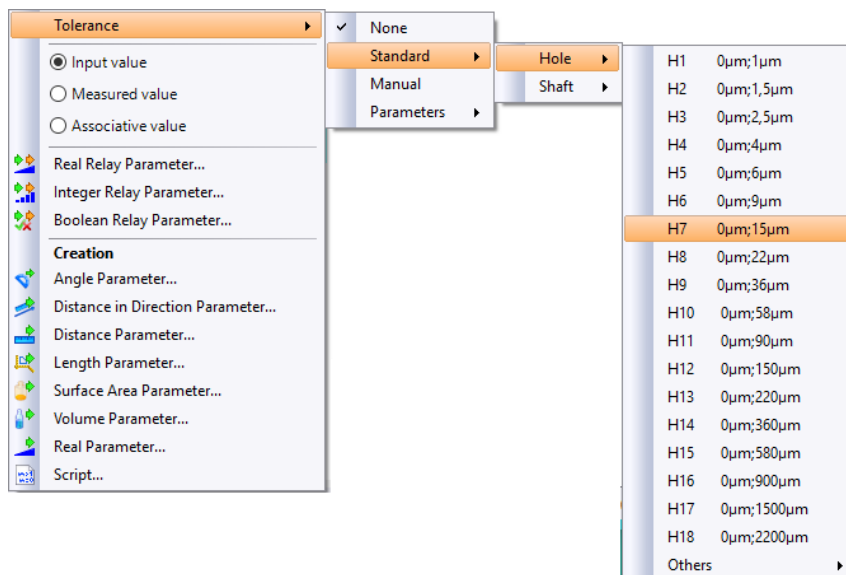 Tolerance
Input value
Measured value
Associative value
Real Relay Parameter...
Integer Relay Parameter...
Boolean Relay Parameter...
Creation
Angle Parameter...
Distance in Direction Parameter...
Distance Parameter...
Length Parameter...
Surface Area Parameter...
Volume Parameter...
Real Parameter...
Script...
None
Standard
Manual
Parameters
Hole
Shaft
H1 0µm;1µm
H2 0µm;1,5µm
H3 0µm;2,5µm
H4 0µm;4µm
H5 0µm;6µm
H6 0µm;9µm
H7 0µm;15µm
H8 0µm;22µm
H9 0µm;36µm
H10 0µm;58µm
H11 0µm;90µm
H12 0µm;150µm
H13 0µm;220µm
H14 0µm;360µm
H15 0µm;580µm
H16 0µm;900µm
H17 0µm;1500µm
H18 0µm;2200µm
Others